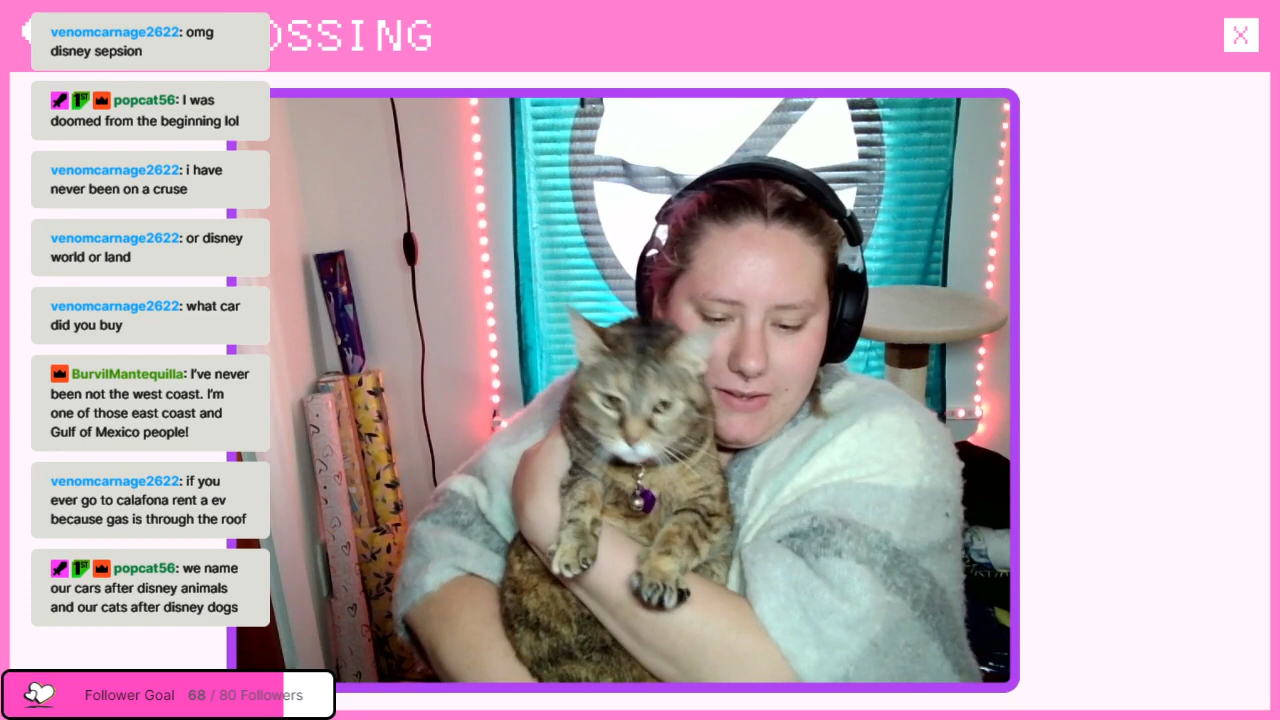 OSSING
X
venomcarnage2622: omg
disney sepsion
1ST popcat56: I was
doomed from the beginning lol
venomcarnage2622: i have
never been on a cruse
venomcarnage2622: or disney
world or land
venomcarnage2622: what car
did you buy
BurvilMantequilla: I'm never
been not the west coast. I'm
one of those east coast and
Gulf of Mexico people!
venomcarnage2622: if you
ever go to calafona rent a ev
because gas is through the roof
1ST popcat56: we name
our cars after disney animals
and our cats after disney dogs
Follower Goal 68 / 80 Followers